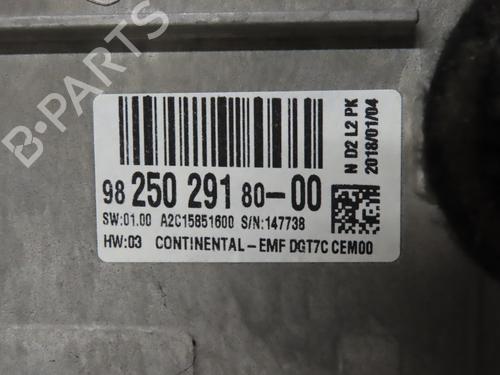 98 250 291 80-00
SW:01.00 A2C15851600 S/N:147738
HW:03 CONTINENTAL-EMF DGT7C CEM00
N D2 L2 PK
2018/01/04
B-PARTS